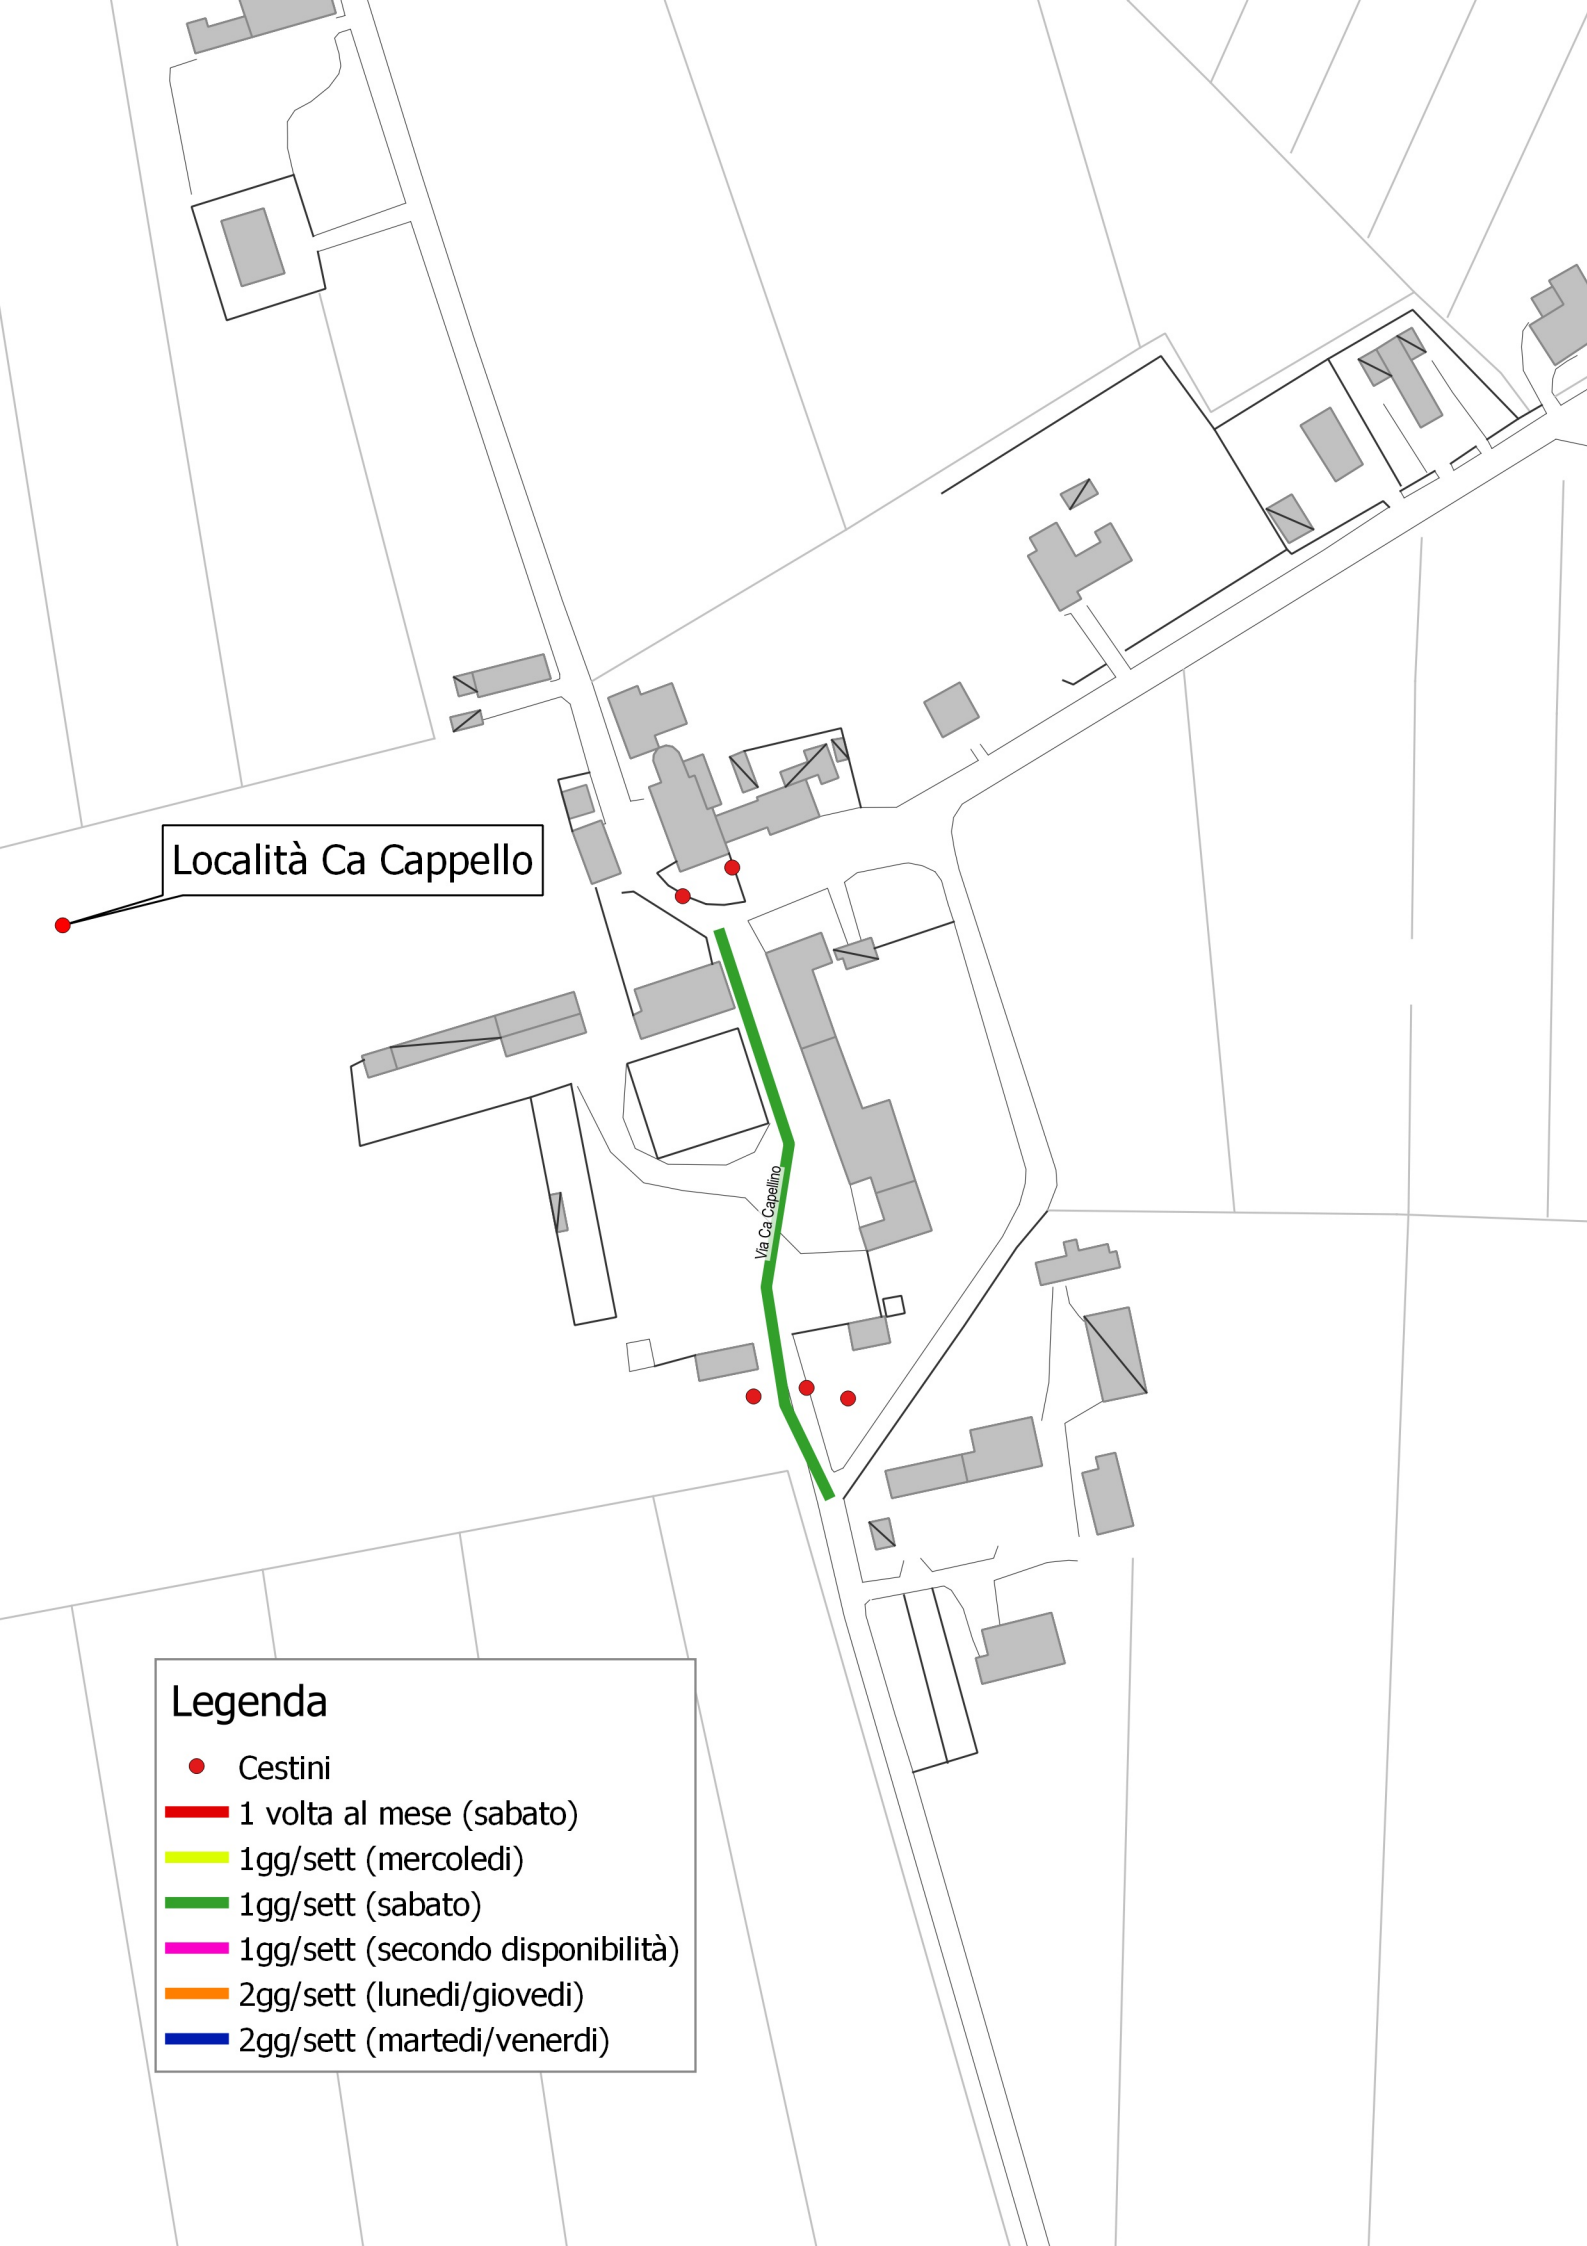 Località Ca Cappello
Via Ca Capellino
Legenda
Cestini
1 volta al mese (sabato)
1gg/sett (mercoledi)
1gg/sett (sabato)
1gg/sett (secondo disponibilità)
2gg/sett (lunedi/giovedi)
2gg/sett (martedi/venerdi)